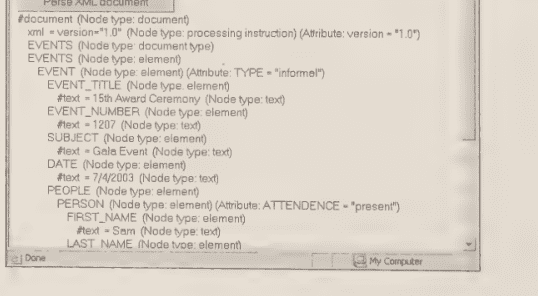 Parse XML document
#document (Node type: document)
xml = version="1.0" (Node type: processing instruction) (Attribute: version = "1.0")
EVENTS (Node type: document type)
EVENTS (Node type: element)
EVENT (Node type: element) (Attribute: TYPE = "informel")
EVENT_TITLE (Node type: element)
#text = 15th Award Ceremony (Node type: text)
EVENT_NUMBER (Node type: element)
#text = 1207 (Node type: text)
SUBJECT (Node type: element)
#text = Gala Event (Node type: text)
DATE (Node type: element)
#text = 7/4/2003 (Node type: text)
PEOPLE (Node type: element)
PERSON (Node type: element) (Attribute: ATTENDENCE = "present")
FIRST_NAME (Node type: element)
#text = Sam (Node type: text)
LAST NAME (Node type: element)
Done
My Computer